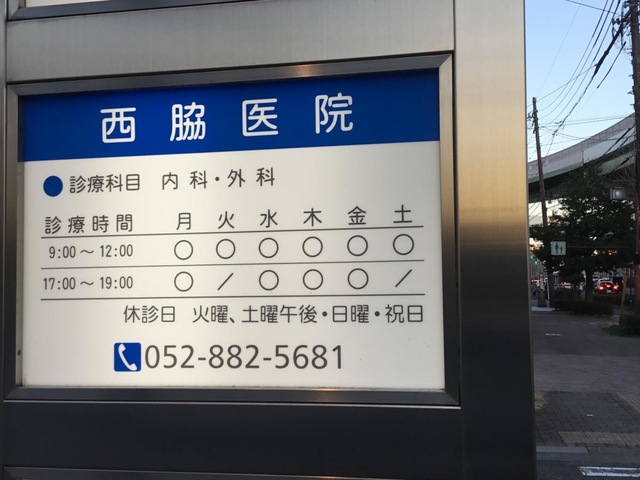 西脇医院
●診療科目 内科・外科
診療時間 月 火 水 木 金 土
9:00～12:00 ○ ○ ○ ○ ○ ○
17:00～19:00 ○ / ○ ○ ○ /
休診日 火曜、土曜午後・日曜・祝日
052-882-5681